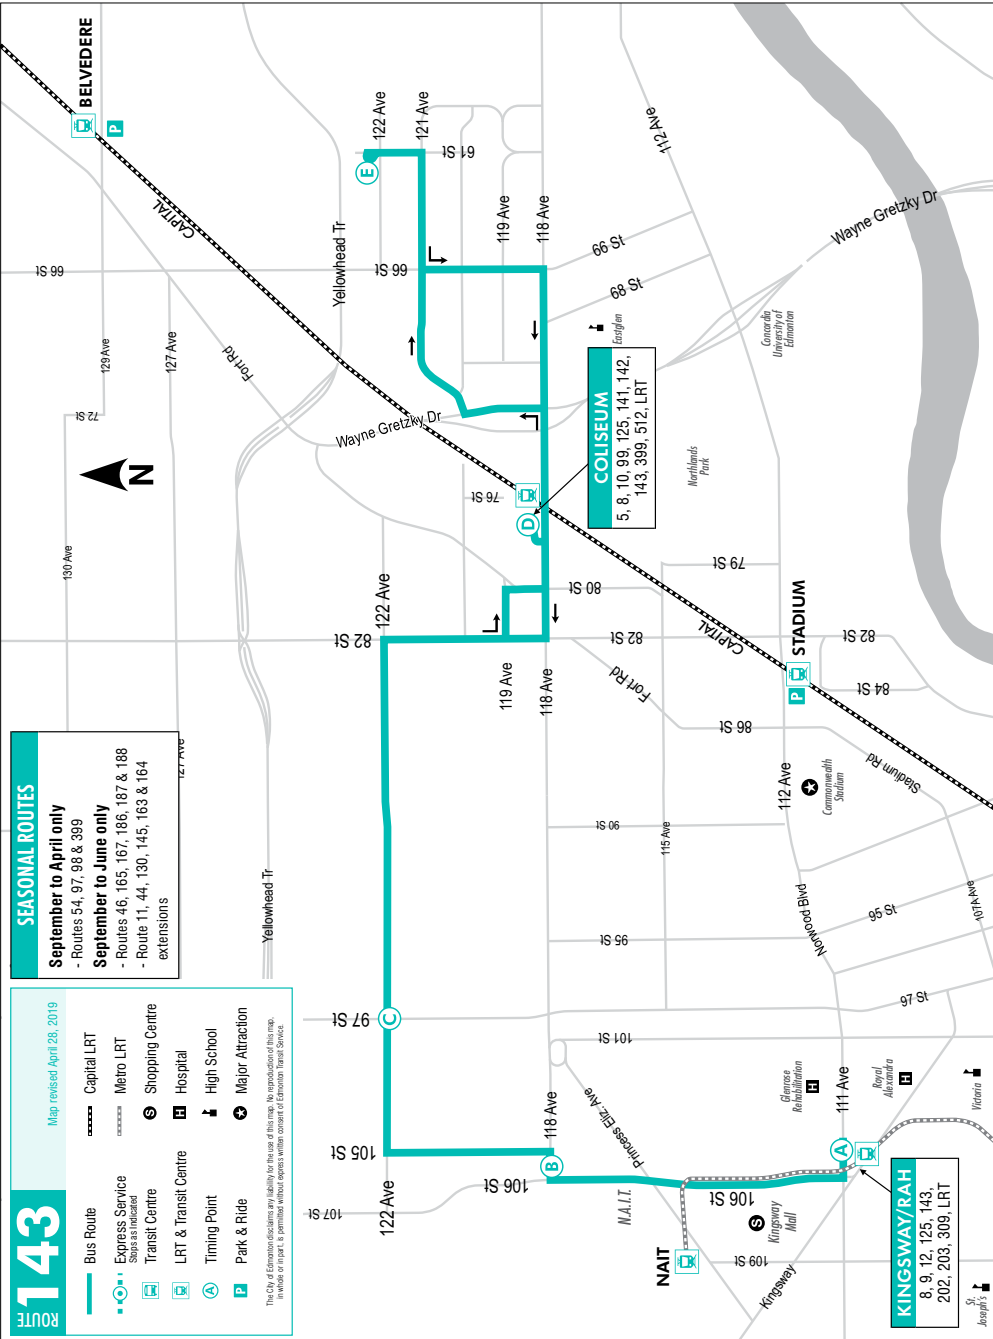 ROUTE 143
Map revised April 28, 2019
Bus Route
Express Service
Stops as Indicated
Transit Centre
LRT & Transit Centre
A Timing Point
P Park & Ride
Capital LRT
Metro LRT
S Shopping Centre
H Hospital
High School
Major Attraction
The City of Edmonton disclaims any liability for the use of this map. No reproduction of this map,
in whole or in part, is permitted without express written consent of Edmonton Transit Service.
SEASONAL ROUTES
September to April only
- Routes 54, 97, 98 & 399
September to June only
- Routes 46, 165, 167, 186, 187 & 188
- Route 11, 44, 130, 145, 163 & 164
extensions
N
BELVEDERE
P
CAPITAL
66 St
129 Ave
127 Ave
72 St
130 Ave
127 Ave
Fort Rd
Yellowhead Tr
Yellowhead Tr
Wayne Gretzky Dr
E
122 Ave
121 Ave
61 St
66 St
119 Ave
118 Ave
66 St
68 St
112 Ave
Wayne Gretzky Dr
Eastglen
Concordia
University of
Edmonton
Northlands
Park
COLISEUM
5, 8, 10, 99, 125, 141, 142,
143, 399, 512, LRT
D
76 St
80 St
79 St
82 St
122 Ave
119 Ave
118 Ave
82 St
Fort Rd
CAPITAL
STADIUM
P
82 St
84 St
86 St
Stadium Rd
112 Ave
Commonwealth
Stadium
90 St
115 Ave
95 St
Norwood Blvd
95 St
107A Ave
97 St
C
97 St
101 St
105 St
122 Ave
107 St
106 St
118 Ave
B
Princess Eliz. Ave
N.A.I.T.
NAIT
106 St
S
Kingsway
Mall
109 St
Kingsway
Glenrose
Rehabilitation
H
111 Ave
Royal
Alexandra
H
Victoria
A
KINGSWAY/RAH
8, 9, 12, 125, 143,
202, 203, 309, LRT
St.
Joseph's